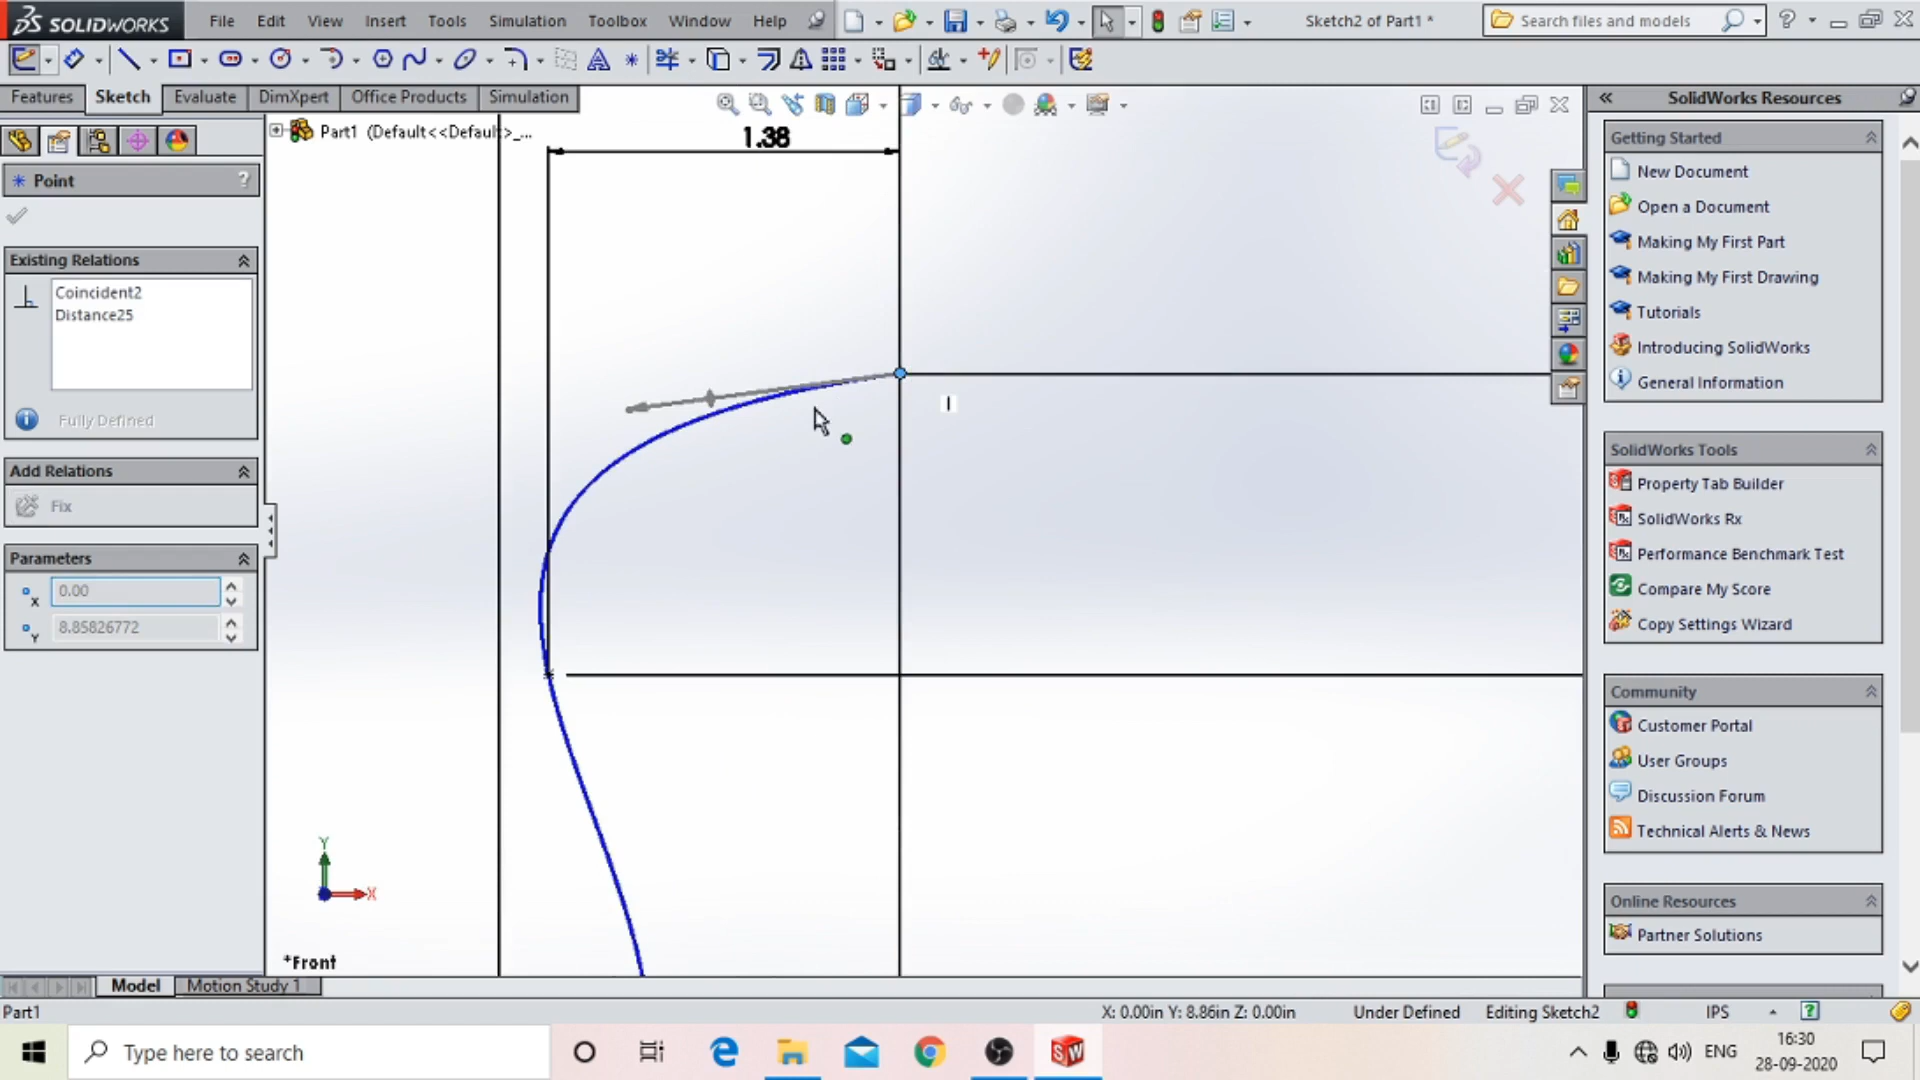 SOLIDWORKS File Edit View Insert Tools Simulation Toolbox Window Help Sketch2 of Part1 * Search files and models
Features Sketch Evaluate DimXpert Office Products Simulation
Part1 (Default<<Default>_...
1.38
Point ?
Existing Relations
Coincident2
Distance25
Fully Defined
Add Relations
Fix
Parameters
x 0.00
Y 8.85826772
Y
X
*Front
SolidWorks Resources
Getting Started
New Document
Open a Document
Making My First Part
Making My First Drawing
Tutorials
Introducing SolidWorks
General Information
SolidWorks Tools
Property Tab Builder
SolidWorks Rx
Performance Benchmark Test
Compare My Score
Copy Settings Wizard
Community
Customer Portal
User Groups
Discussion Forum
Technical Alerts & News
Online Resources
Partner Solutions
Model Motion Study 1
Part1 X: 0.00in Y: 8.86in Z: 0.00in Under Defined Editing Sketch2 IPS ?
Type here to search
ENG
16:30
28-09-2020